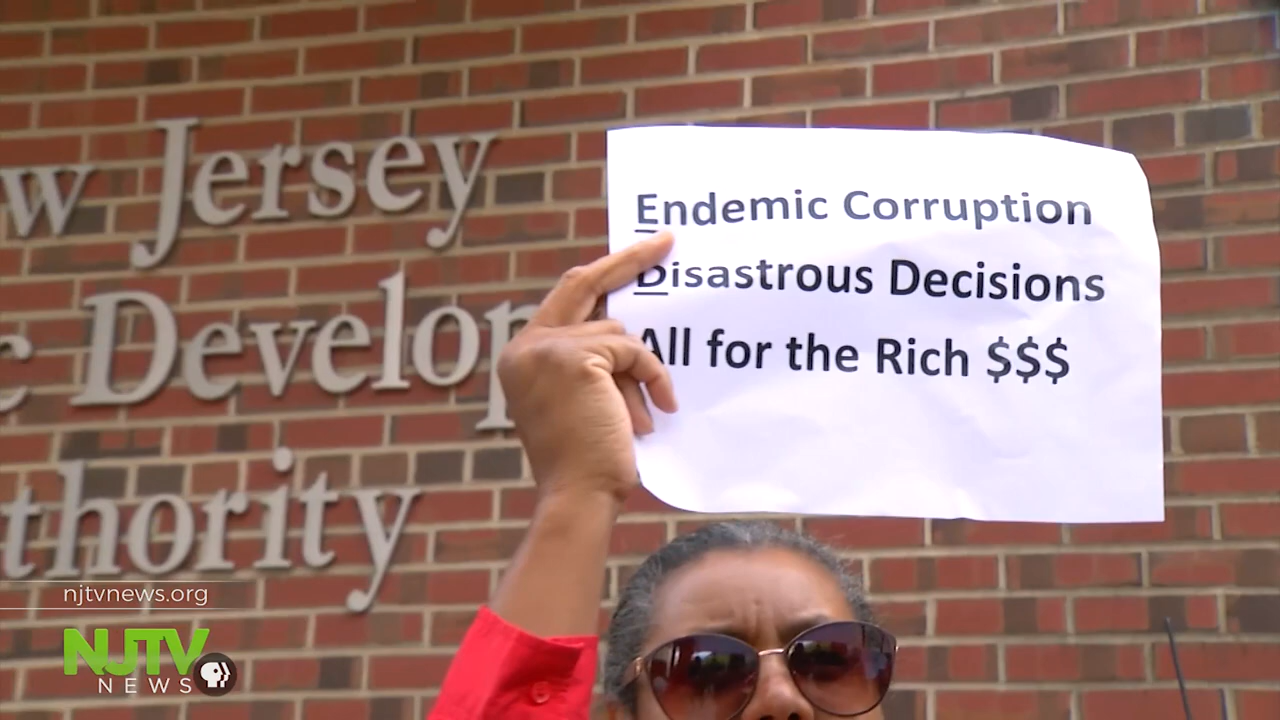 w Jersey
c Develop
thority
Endemic Corruption
Disastrous Decisions
All for the Rich $$$
njtvnews.org
NJTV
NEWS